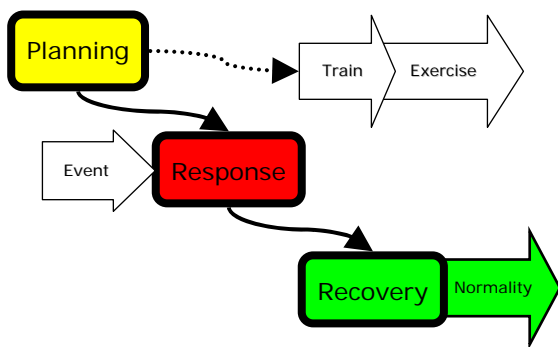 Planning
Train
Exercise
Event
Response
Recovery
Normality